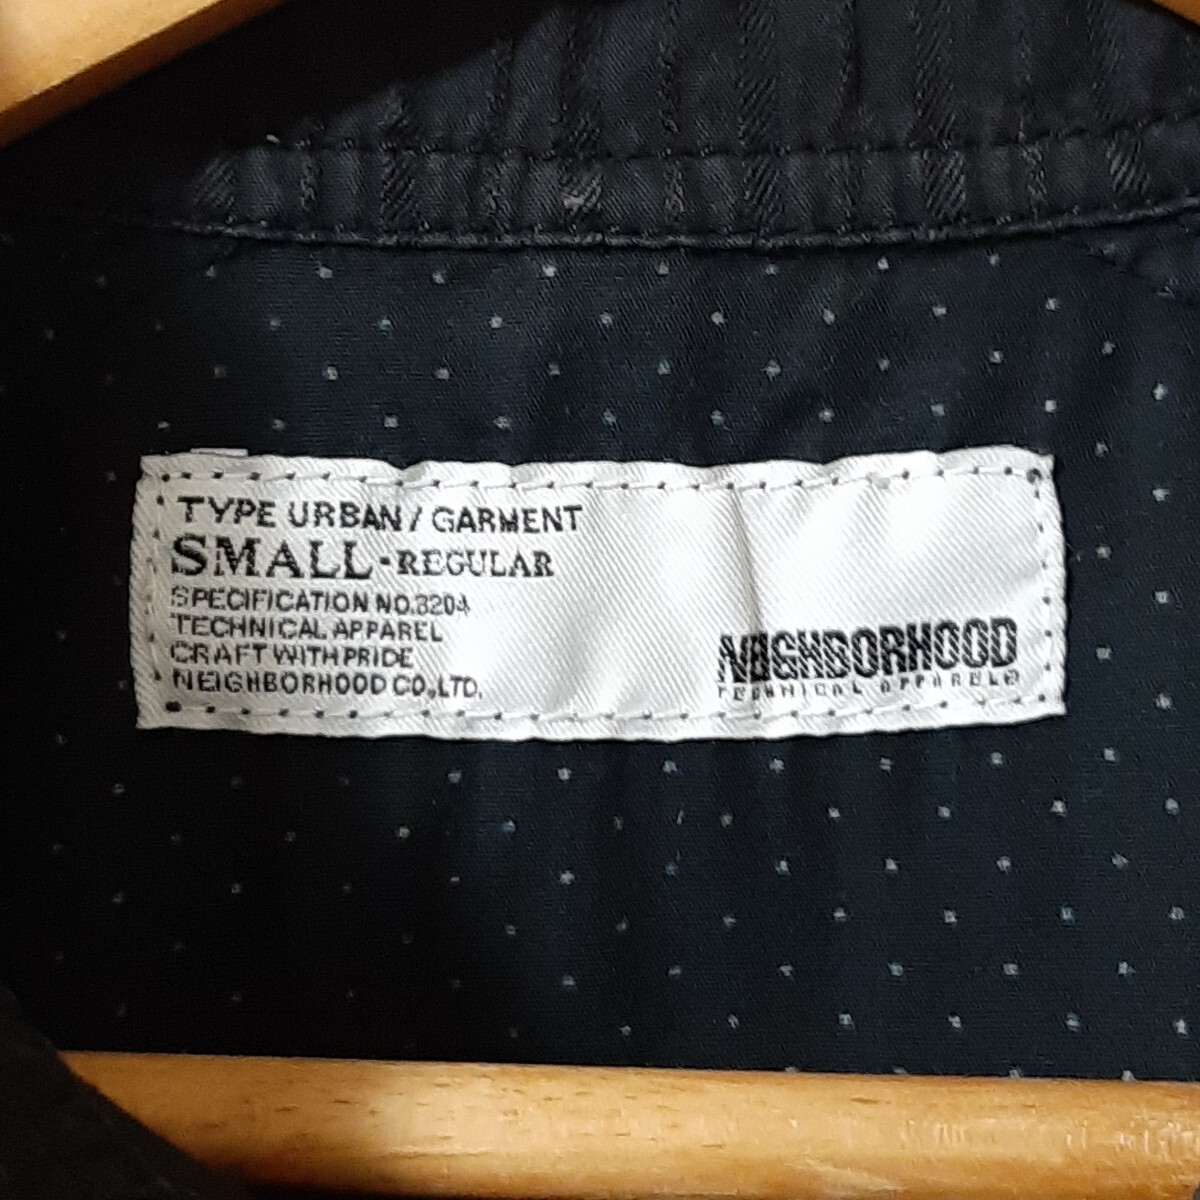 TYPE URBAN / GARMENT
SMALL-REGULAR
SPECIFICATION NO.3204
TECHNICAL APPAREL
CRAFT WITH PRIDE
NEIGHBORHOOD CO.,LTD.
NEIGHBORHOOD
TECHNICAL APPAREL®